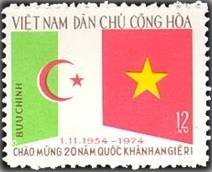 VIỆT NAM DÂN CHỦ CỘNG HÒA
BƯU CHÍNH
12 xu
1.11.1954 - 1974
CHÀO MỪNG 20 NĂM QUỐC KHÁNH ANGIÊRI